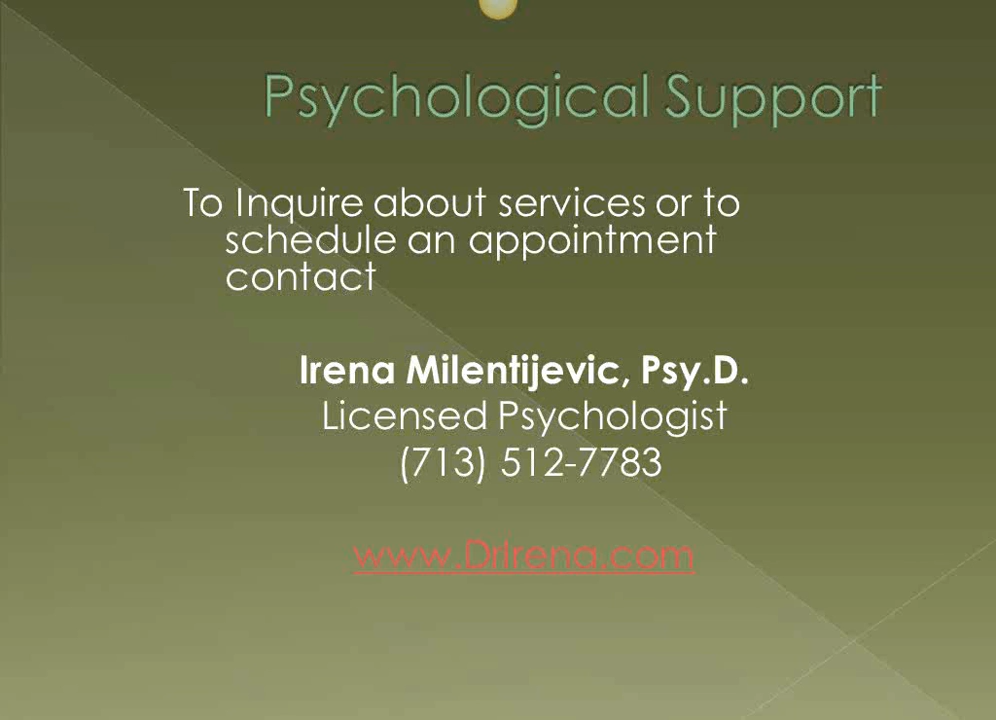 Psychological Support
To Inquire about services or to
schedule an appointment
contact
Irena Milentijevic, Psy.D.
Licensed Psychologist
(713) 512-7783
www.DrIrena.com